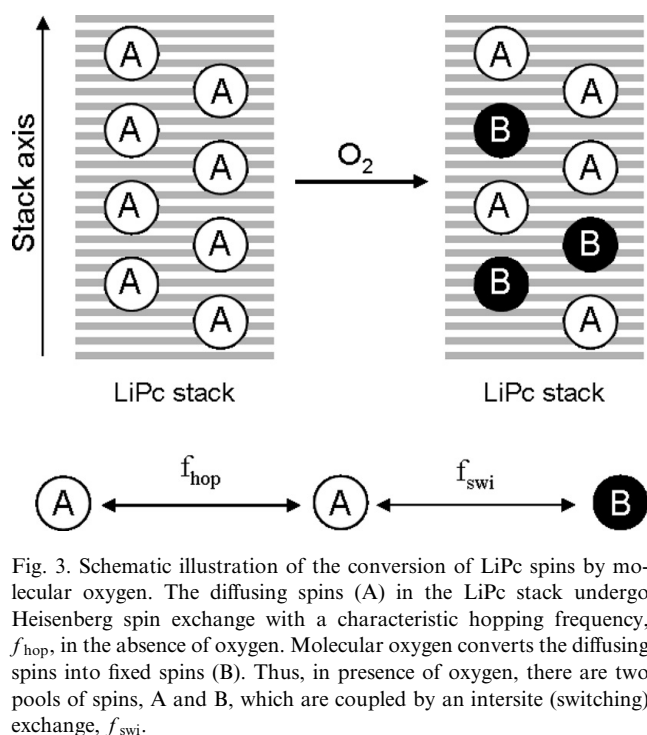 Stack axis
A
A
A
A
A
A
A
A
O2
A
A
B
A
A
B
B
A
LiPc stack
LiPc stack
fhop
fswi
A
A
B
Fig. 3. Schematic illustration of the conversion of LiPc spins by mo-
lecular oxygen. The diffusing spins (A) in the LiPc stack undergo
Heisenberg spin exchange with a characteristic hopping frequency,
fhop, in the absence of oxygen. Molecular oxygen converts the diffusing
spins into fixed spins (B). Thus, in presence of oxygen, there are two
pools of spins, A and B, which are coupled by an intersite (switching)
exchange, fswi.